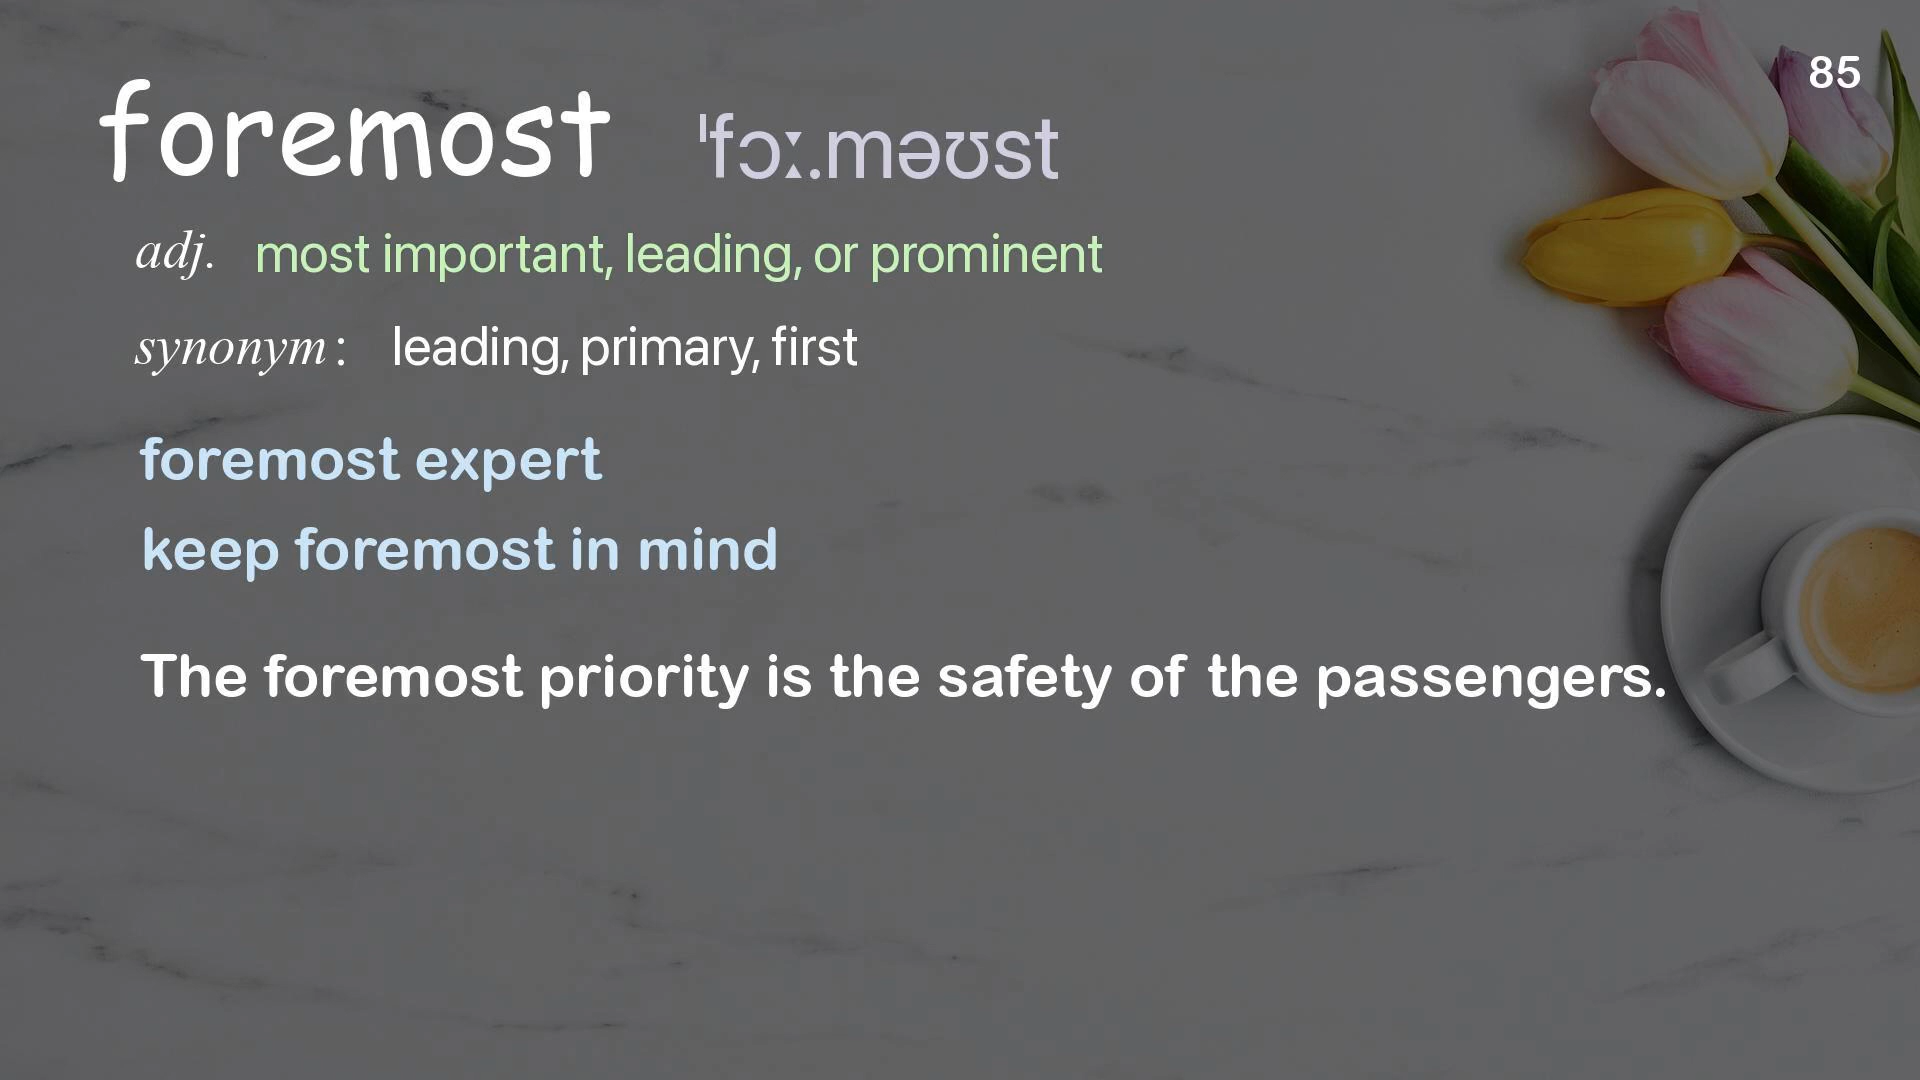 85
foremost ˈfɔː.məʊst
adj. most important, leading, or prominent
synonym: leading, primary, first
foremost expert
keep foremost in mind
The foremost priority is the safety of the passengers.